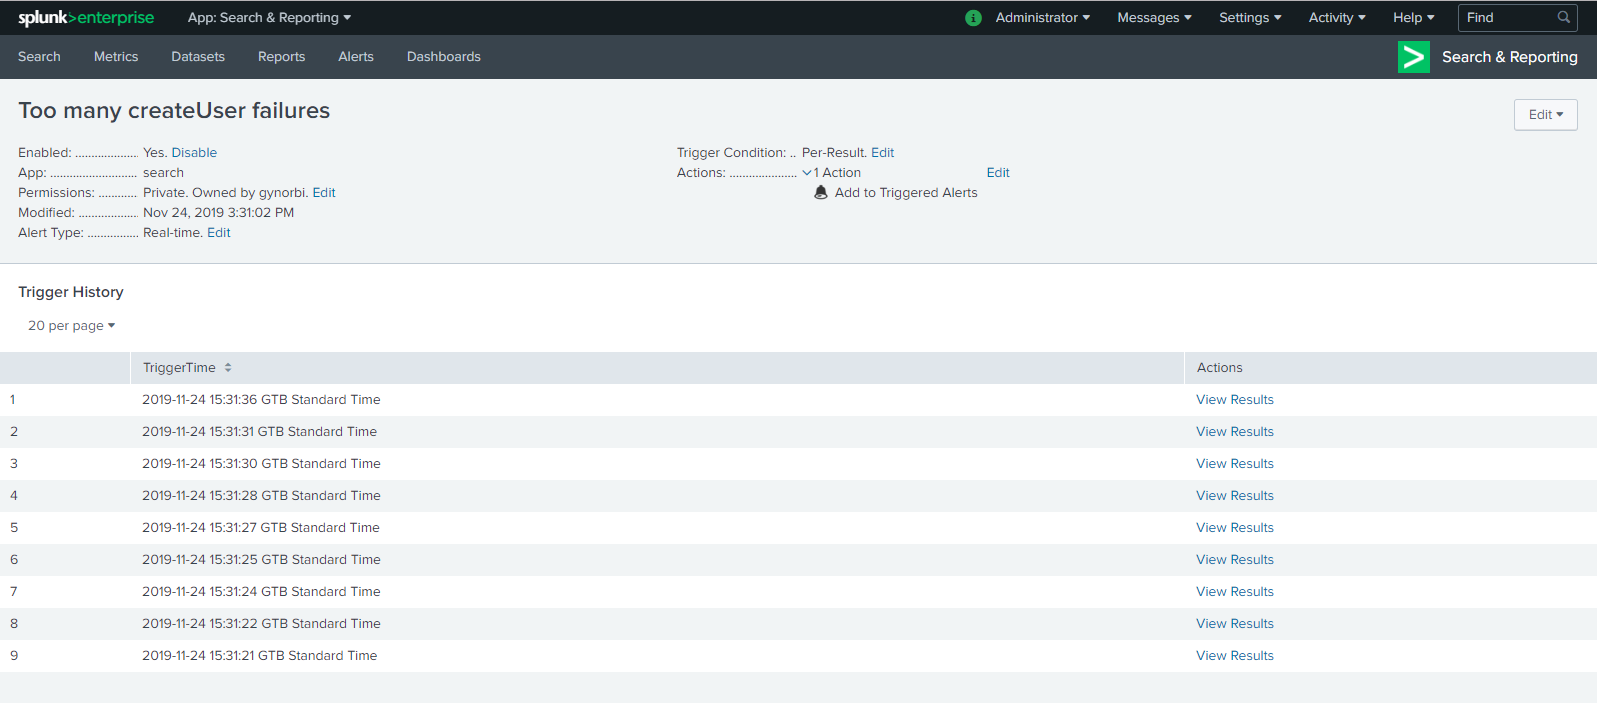 splunk>enterprise App: Search & Reporting Administrator Messages Settings Activity Help Find
Search Metrics Datasets Reports Alerts Dashboards Search & Reporting
Too many createUser failures
Edit
Enabled: ................... Yes. Disable
App: .......................... search
Permissions: ............ Private. Owned by gynorbi. Edit
Modified: .................. Nov 24, 2019 3:31:02 PM
Alert Type: ................ Real-time. Edit
Trigger Condition: .. Per-Result. Edit
Actions: ..................... 1 Action Edit
Add to Triggered Alerts
Trigger History
20 per page
TriggerTime Actions
1 2019-11-24 15:31:36 GTB Standard Time View Results
2 2019-11-24 15:31:31 GTB Standard Time View Results
3 2019-11-24 15:31:30 GTB Standard Time View Results
4 2019-11-24 15:31:28 GTB Standard Time View Results
5 2019-11-24 15:31:27 GTB Standard Time View Results
6 2019-11-24 15:31:25 GTB Standard Time View Results
7 2019-11-24 15:31:24 GTB Standard Time View Results
8 2019-11-24 15:31:22 GTB Standard Time View Results
9 2019-11-24 15:31:21 GTB Standard Time View Results